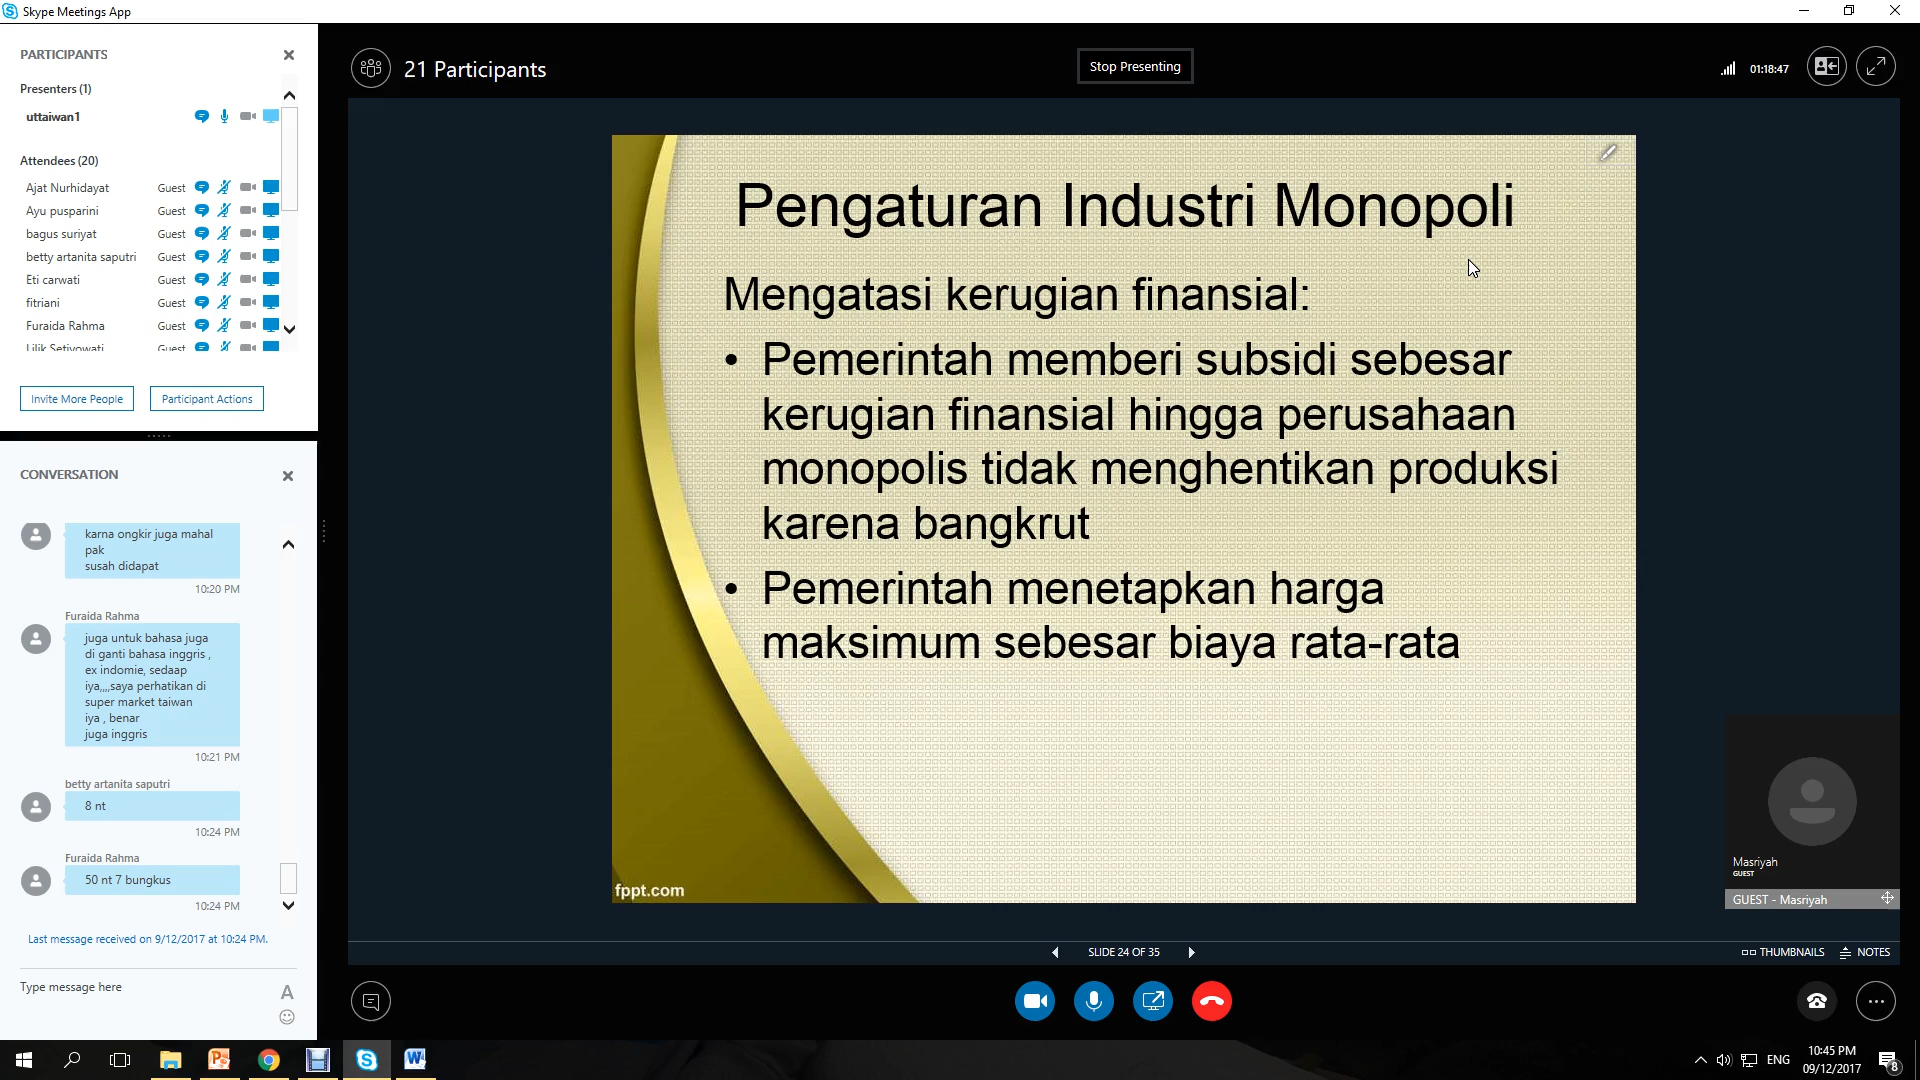 Skype Meetings App
PARTICIPANTS
Presenters (1)
uttaiwan1
Attendees (20)
Ajat Nurhidayat Guest
Ayu pusparini Guest
bagus suriyat Guest
betty artanita saputri Guest
Eti carwati Guest
fitriani Guest
Furaida Rahma Guest
Lilik Setiyowati Guest
Invite More People
Participant Actions
CONVERSATION
karna ongkir juga mahal
pak
susah didapat
10:20 PM
Furaida Rahma
juga untuk bahasa juga
di ganti bahasa inggris ,
ex indomie, sedaap
iya,,,,saya perhatikan di
super market taiwan
iya , benar
juga inggris
10:21 PM
betty artanita saputri
8 nt
10:24 PM
Furaida Rahma
50 nt 7 bungkus
10:24 PM
Last message received on 9/12/2017 at 10:24 PM.
Type message here
A
21 Participants
Stop Presenting
01:18:47
Pengaturan Industri Monopoli
Mengatasi kerugian finansial:
• Pemerintah memberi subsidi sebesar
kerugian finansial hingga perusahaan
monopolis tidak menghentikan produksi
karena bangkrut
• Pemerintah menetapkan harga
maksimum sebesar biaya rata-rata
fppt.com
Masriyah
GUEST
GUEST - Masriyah
SLIDE 24 OF 35
THUMBNAILS
NOTES
ENG
10:45 PM
09/12/2017
8